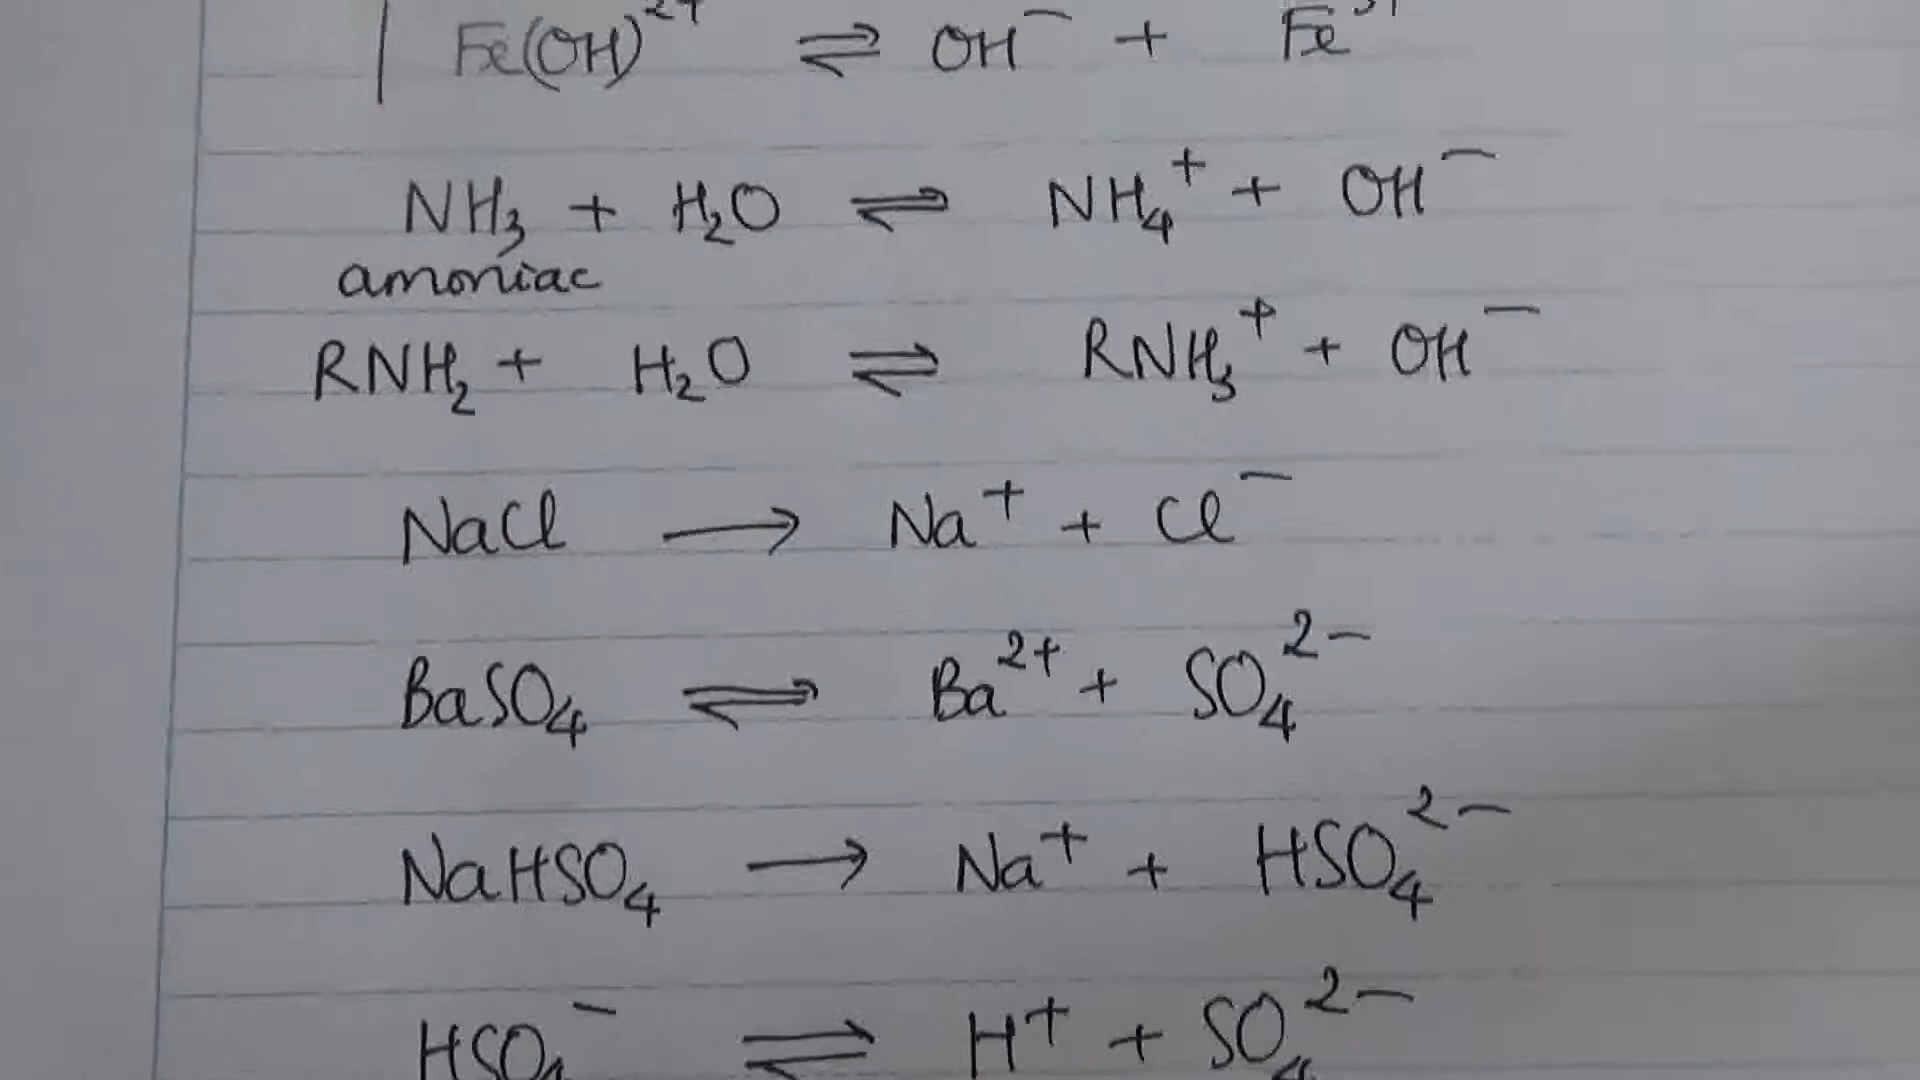 Fe(OH)²⁺ ⇌ OH⁻ + Fe³⁺
NH₃ + H₂O ⇌ NH₄⁺ + OH⁻
amoniac
RNH₂ + H₂O ⇌ RNH₃⁺ + OH⁻
NaCl → Na⁺ + Cl⁻
BaSO₄ ⇌ Ba²⁺ + SO₄²⁻
NaHSO₄ → Na⁺ + HSO₄²⁻
HSO₄⁻ ⇌ H⁺ + SO₄²⁻